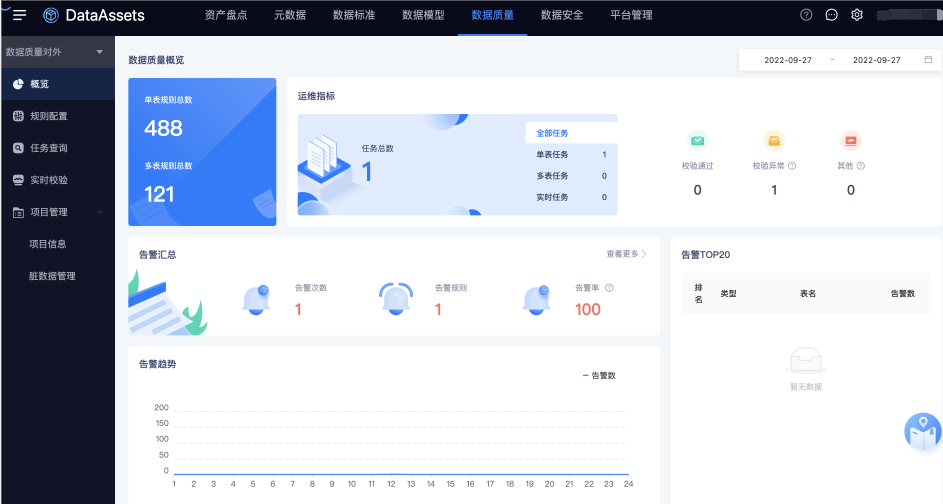 DataAssets 资产盘点 元数据 数据标准 数据模型 数据质量 数据安全 平台管理
数据质量对外
概览
规则配置
任务查询
实时校验
项目管理
项目信息
脏数据管理
数据质量概览
2022-09-27 ~ 2022-09-27
单表规则总数
488
多表规则总数
121
运维指标
任务总数
1
全部任务
单表任务 1
多表任务 0
实时任务 0
校验通过 校验异常 其他
0 1 0
告警汇总 查看更多
告警次数 告警规则 告警率
1 1 100
告警TOP20
排名 类型 表名 告警数
暂无数据
告警趋势
告警数
200
150
100
50
0
1 2 3 4 5 6 7 8 9 10 11 12 13 14 15 16 17 18 19 20 21 22 23 24